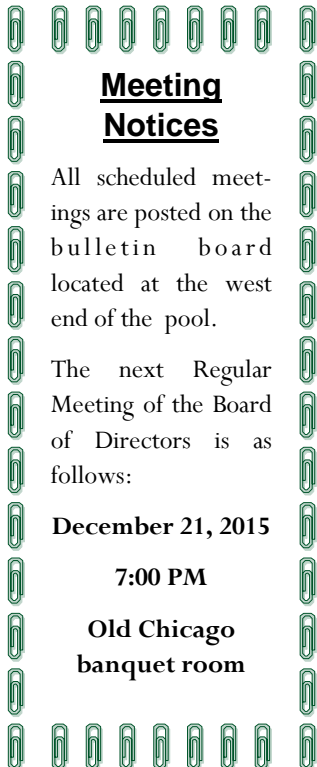 Meeting
Notices
All scheduled meet-
ings are posted on the
bulletin board
located at the west
end of the pool.
The next Regular
Meeting of the Board
of Directors is as
follows:
December 21, 2015
7:00 PM
Old Chicago
banquet room